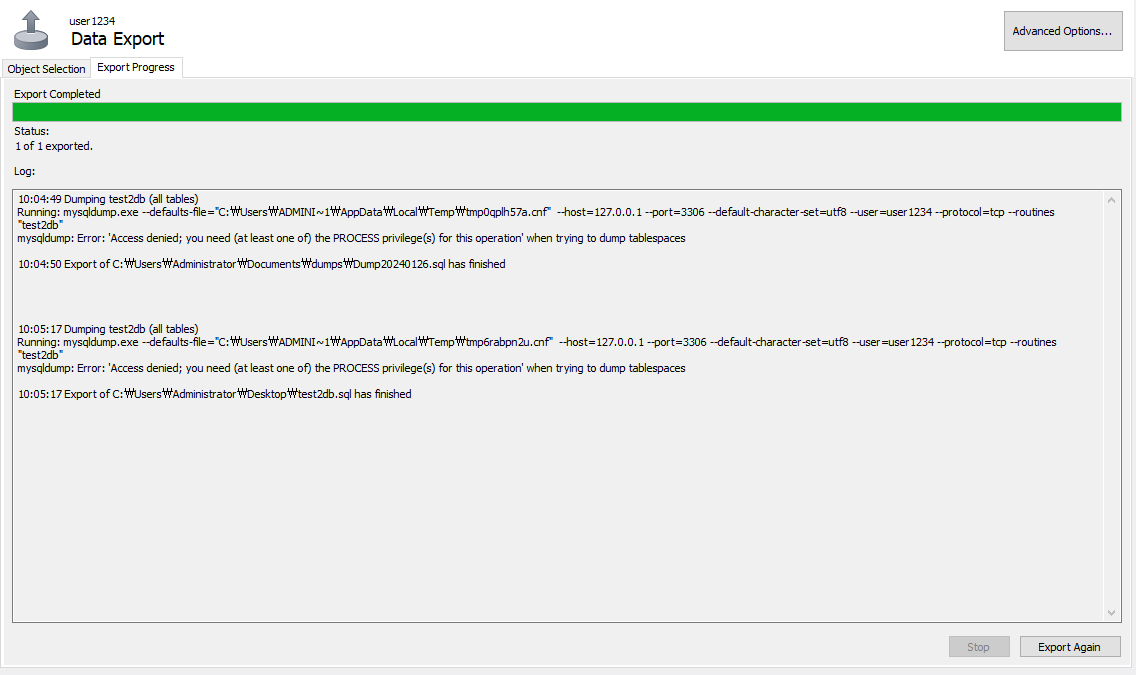 user1234
Data Export
Advanced Options...
Object Selection
Export Progress
Export Completed
Status:
1 of 1 exported.
Log:
10:04:49 Dumping test2db (all tables)
Running: mysqldump.exe --defaults-file="C:₩Users₩ADMINI~1₩AppData₩Local₩Temp₩tmp0qplh57a.cnf"  --host=127.0.0.1 --port=3306 --default-character-set=utf8 --user=user1234 --protocol=tcp --routines
"test2db"
mysqldump: Error: 'Access denied; you need (at least one of) the PROCESS privilege(s) for this operation' when trying to dump tablespaces
10:04:50 Export of C:₩Users₩Administrator₩Documents₩dumps₩Dump20240126.sql has finished
10:05:17 Dumping test2db (all tables)
Running: mysqldump.exe --defaults-file="C:₩Users₩ADMINI~1₩AppData₩Local₩Temp₩tmp6rabpn2u.cnf"  --host=127.0.0.1 --port=3306 --default-character-set=utf8 --user=user1234 --protocol=tcp --routines
"test2db"
mysqldump: Error: 'Access denied; you need (at least one of) the PROCESS privilege(s) for this operation' when trying to dump tablespaces
10:05:17 Export of C:₩Users₩Administrator₩Desktop₩test2db.sql has finished
Stop
Export Again